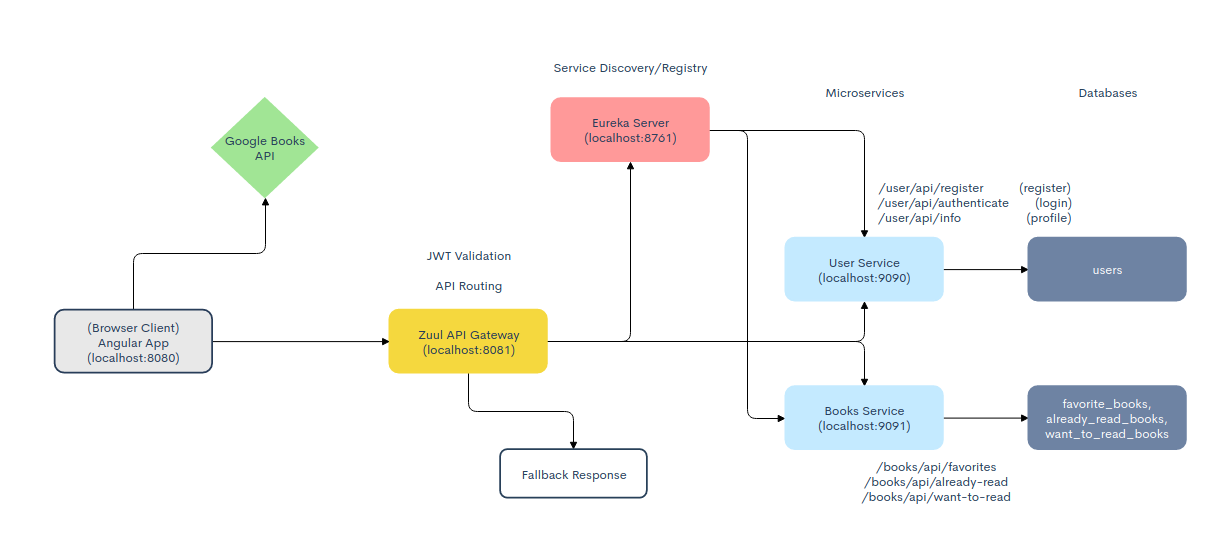 Service Discovery/Registry
Microservices
Databases
Google Books
API
Eureka Server
(localhost:8761)
/user/api/register (register)
/user/api/authenticate (login)
/user/api/info (profile)
JWT Validation
API Routing
User Service
(localhost:9090)
users
(Browser Client)
Angular App
(localhost:8080)
Zuul API Gateway
(localhost:8081)
Books Service
(localhost:9091)
favorite_books,
already_read_books,
want_to_read_books
Fallback Response
/books/api/favorites
/books/api/already-read
/books/api/want-to-read